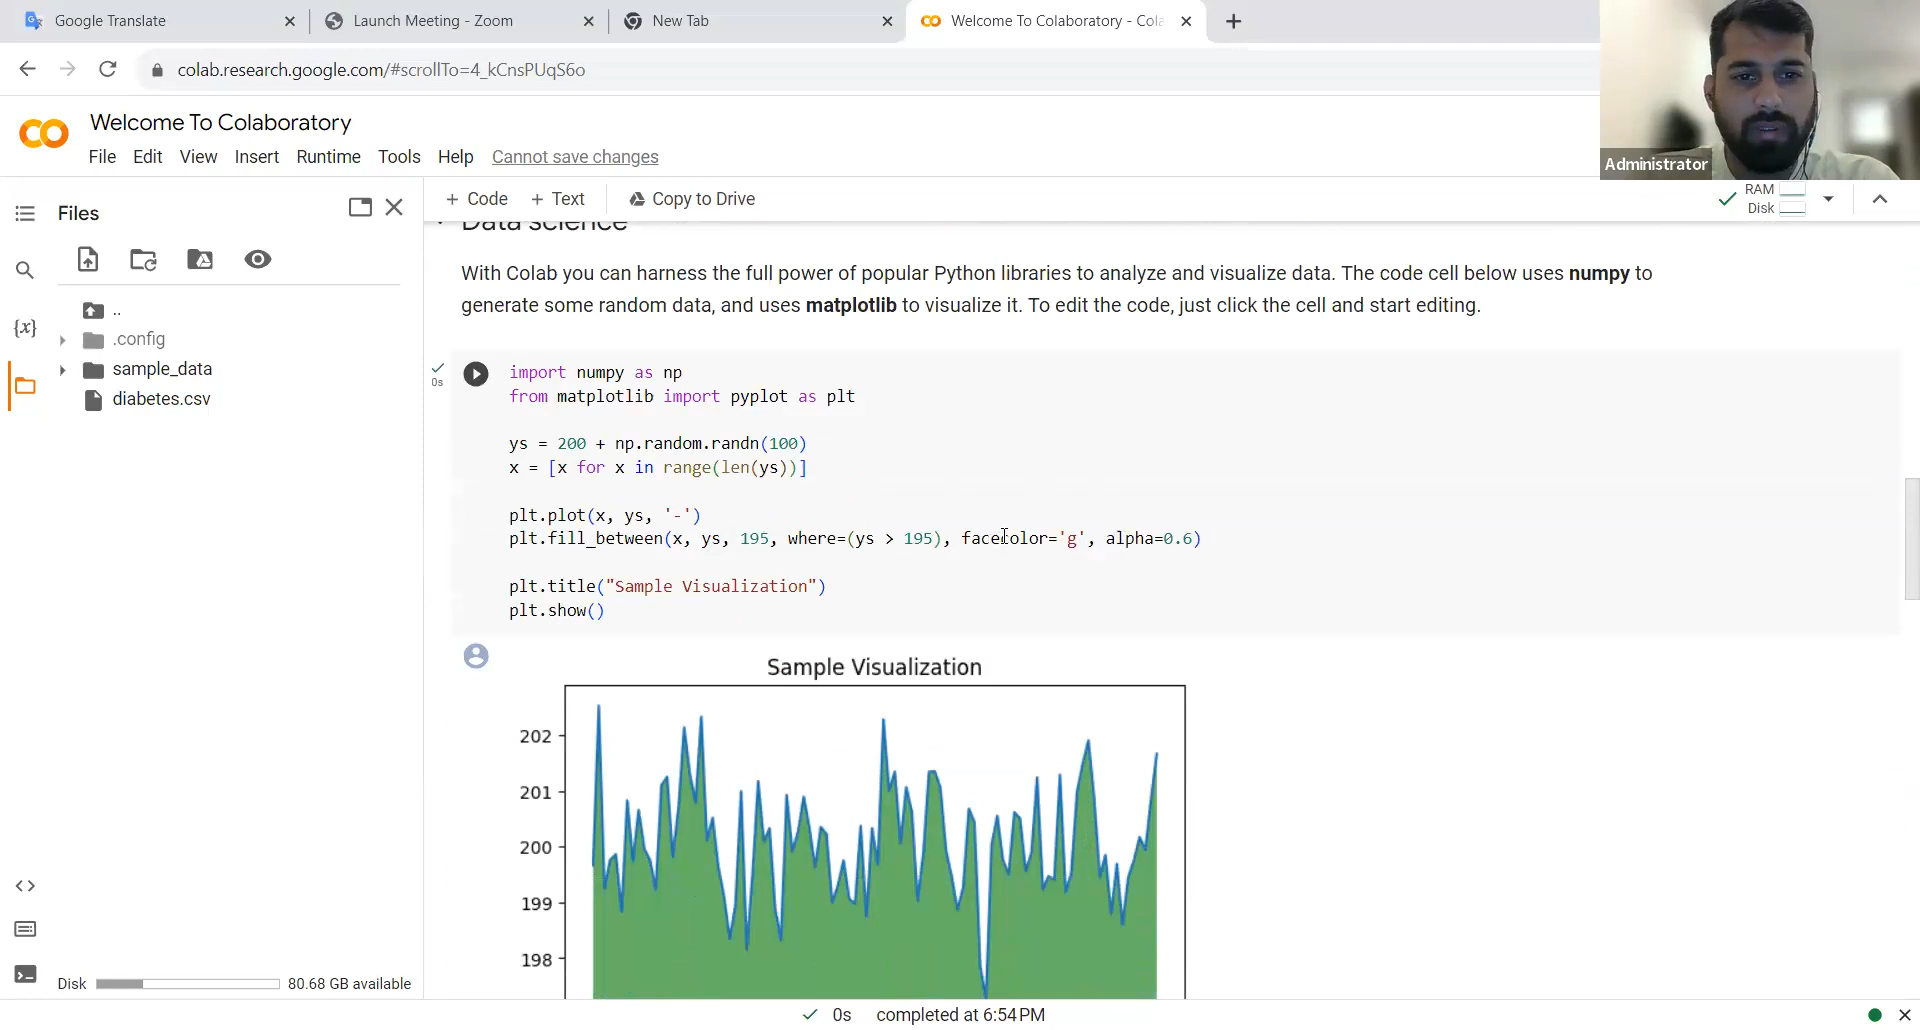 Google Translate
Launch Meeting - Zoom
New Tab
Welcome To Colaboratory - Cola
colab.research.google.com/#scrollTo=4_kCnsPUqS6o
Welcome To Colaboratory
File Edit View Insert Runtime Tools Help Cannot save changes
Administrator
Files
+ Code + Text Copy to Drive
RAM
Disk
..
.config
sample_data
diabetes.csv
{x}
Data science
With Colab you can harness the full power of popular Python libraries to analyze and visualize data. The code cell below uses numpy to
generate some random data, and uses matplotlib to visualize it. To edit the code, just click the cell and start editing.
0s
import numpy as np
from matplotlib import pyplot as plt
ys = 200 + np.random.randn(100)
x = [x for x in range(len(ys))]
plt.plot(x, ys, '-')
plt.fill_between(x, ys, 195, where=(ys > 195), facecolor='g', alpha=0.6)
plt.title("Sample Visualization")
plt.show()
Sample Visualization
202
201
200
199
198
Disk 80.68 GB available
0s completed at 6:54 PM